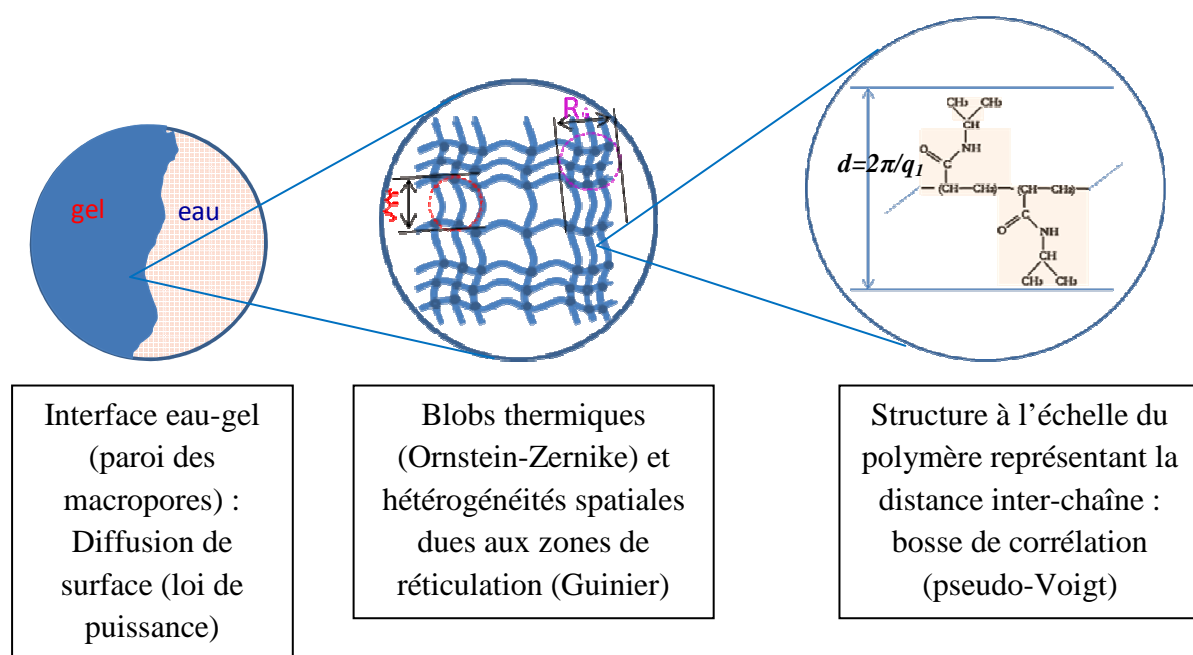 gel
eau
ξ
R
d=2π/q₁
CH₃ CH₃
CH
NH
O
C
(CH-CH₂) (CH-CH₂)
C
O
NH
CH
CH₃ CH₃
Interface eau-gel
(paroi des
macropores) :
Diffusion de
surface (loi de
puissance)
Blobs thermiques
(Ornstein-Zernike) et
hétérogénéités spatiales
dues aux zones de
réticulation (Guinier)
Structure à l’échelle du
polymère représentant la
distance inter-chaîne :
bosse de corrélation
(pseudo-Voigt)